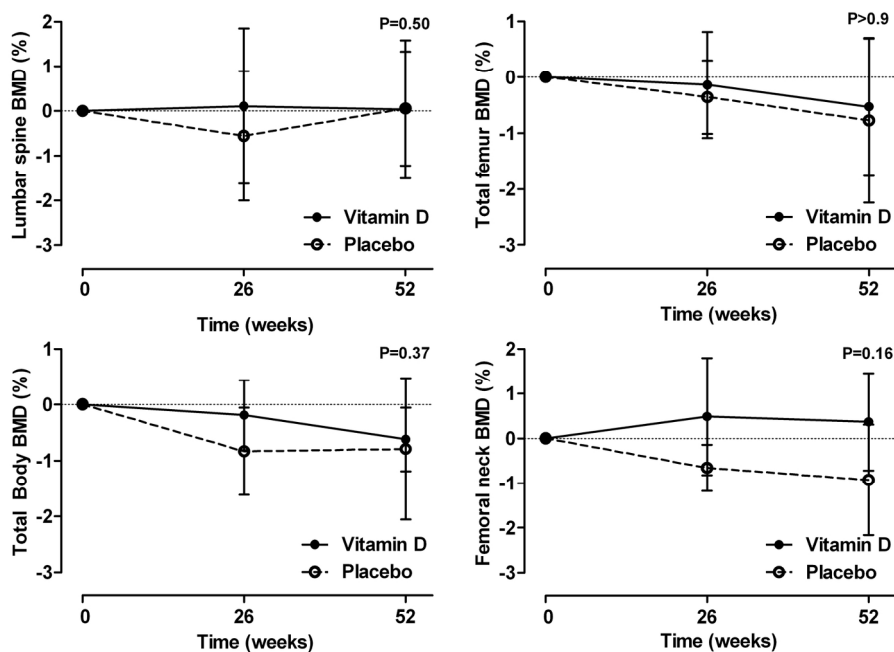 Lumbar spine BMD (%)
2
1
0
-1
-2
-3
P=0.50
Vitamin D
Placebo
0
26
52
Time (weeks)
Total femur BMD (%)
1
0
-1
-2
-3
P>0.9
Vitamin D
Placebo
0
26
52
Time (weeks)
Total Body BMD (%)
1
0
-1
-2
-3
P=0.37
Vitamin D
Placebo
0
26
52
Time (weeks)
Femoral neck BMD (%)
2
1
0
-1
-2
-3
P=0.16
Vitamin D
Placebo
0
26
52
Time (weeks)